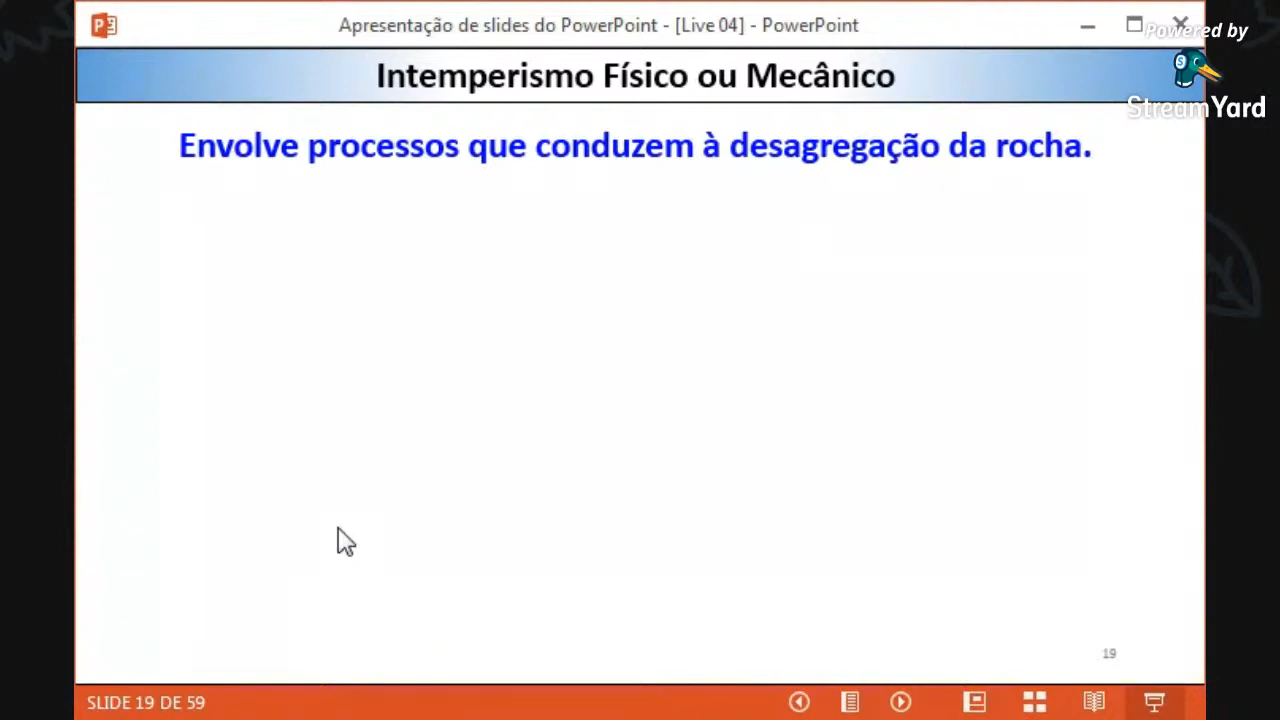 Apresentação de slides do PowerPoint - [Live 04] - PowerPoint
Powered by
StreamYard
Intemperismo Físico ou Mecânico
Envolve processos que conduzem à desagregação da rocha.
19
SLIDE 19 DE 59